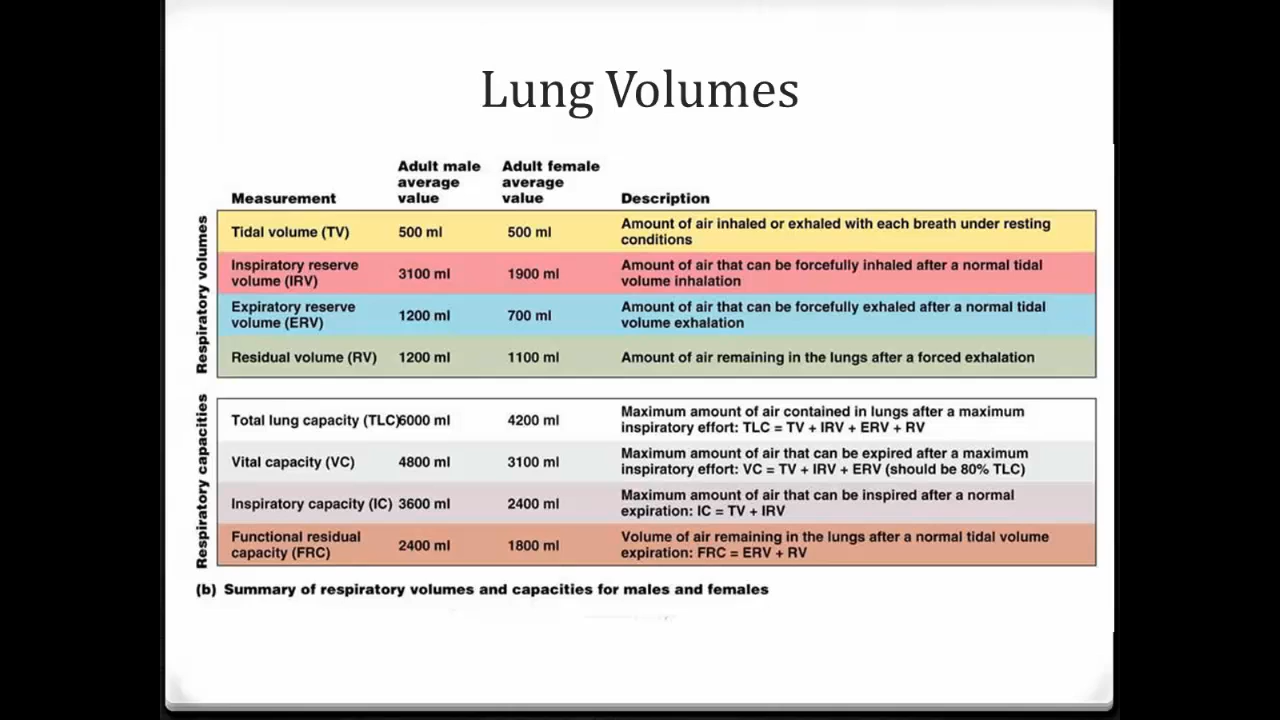 Lung Volumes
Adult male Adult female
average average
Measurement value value Description
Respiratory volumes
Tidal volume (TV) 500 ml 500 ml Amount of air inhaled or exhaled with each breath under resting
conditions
Inspiratory reserve Amount of air that can be forcefully inhaled after a normal tidal
volume (IRV) 3100 ml 1900 ml volume inhalation
Expiratory reserve Amount of air that can be forcefully exhaled after a normal tidal
volume (ERV) 1200 ml 700 ml volume exhalation
Residual volume (RV) 1200 ml 1100 ml Amount of air remaining in the lungs after a forced exhalation
Respiratory capacities
Total lung capacity (TLC) 6000 ml 4200 ml Maximum amount of air contained in lungs after a maximum
inspiratory effort: TLC = TV + IRV + ERV + RV
Vital capacity (VC) 4800 ml 3100 ml Maximum amount of air that can be expired after a maximum
inspiratory effort: VC = TV + IRV + ERV (should be 80% TLC)
Inspiratory capacity (IC) 3600 ml 2400 ml Maximum amount of air that can be inspired after a normal
expiration: IC = TV + IRV
Functional residual Volume of air remaining in the lungs after a normal tidal volume
capacity (FRC) 2400 ml 1800 ml expiration: FRC = ERV + RV
(b) Summary of respiratory volumes and capacities for males and females